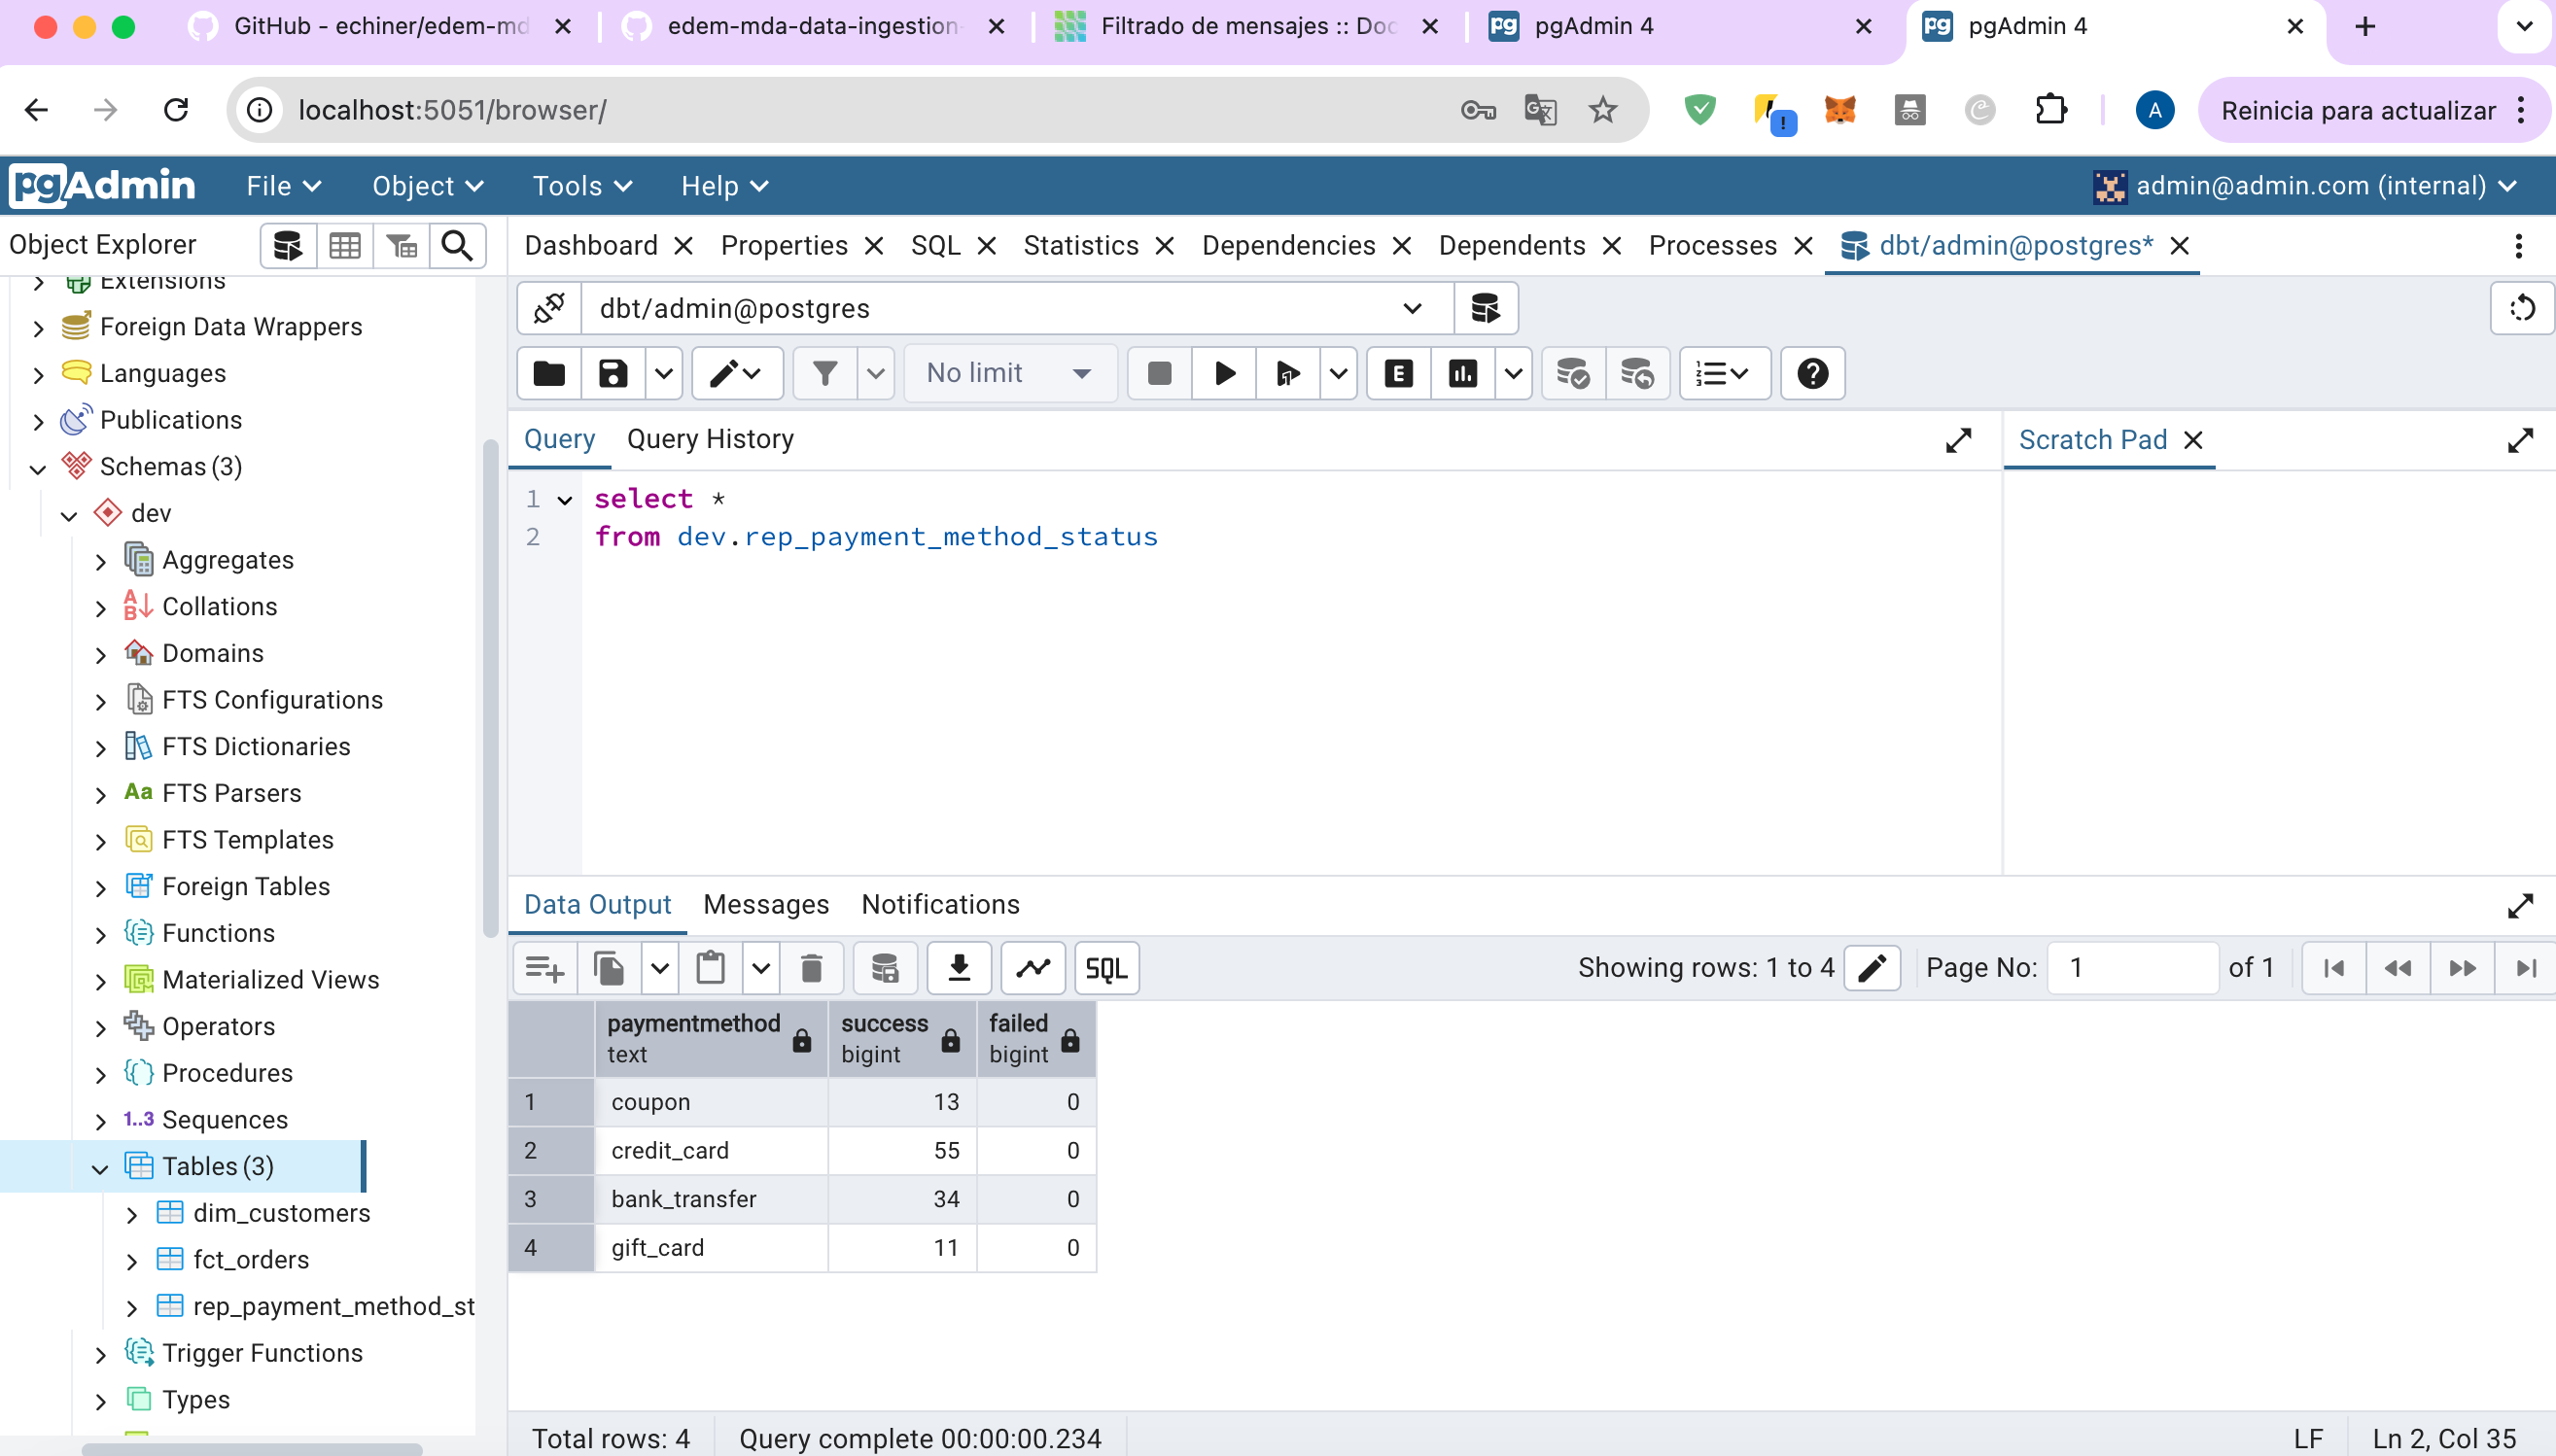 GitHub - echiner/edem-md
edem-mda-data-ingestion-
Filtrado de mensajes :: Doc
pgAdmin 4
pgAdmin 4
localhost:5051/browser/
A
Reinicia para actualizar
pgAdmin
File
Object
Tools
Help
admin@admin.com (internal)
Object Explorer
Dashboard
Properties
SQL
Statistics
Dependencies
Dependents
Processes
dbt/admin@postgres*
Extensions
Foreign Data Wrappers
Languages
Publications
Schemas (3)
dev
Aggregates
Collations
Domains
FTS Configurations
FTS Dictionaries
Aa FTS Parsers
FTS Templates
Foreign Tables
Functions
Materialized Views
Operators
Procedures
1..3 Sequences
Tables (3)
dim_customers
fct_orders
rep_payment_method_st
Trigger Functions
Types
dbt/admin@postgres
No limit
E
Query
Query History
Scratch Pad
1 select *
2 from dev.rep_payment_method_status
Data Output
Messages
Notifications
SQL
Showing rows: 1 to 4
Page No: 1 of 1
paymentmethod success failed
text bigint bigint
1 coupon 13 0
2 credit_card 55 0
3 bank_transfer 34 0
4 gift_card 11 0
Total rows: 4
Query complete 00:00:00.234
LF
Ln 2, Col 35